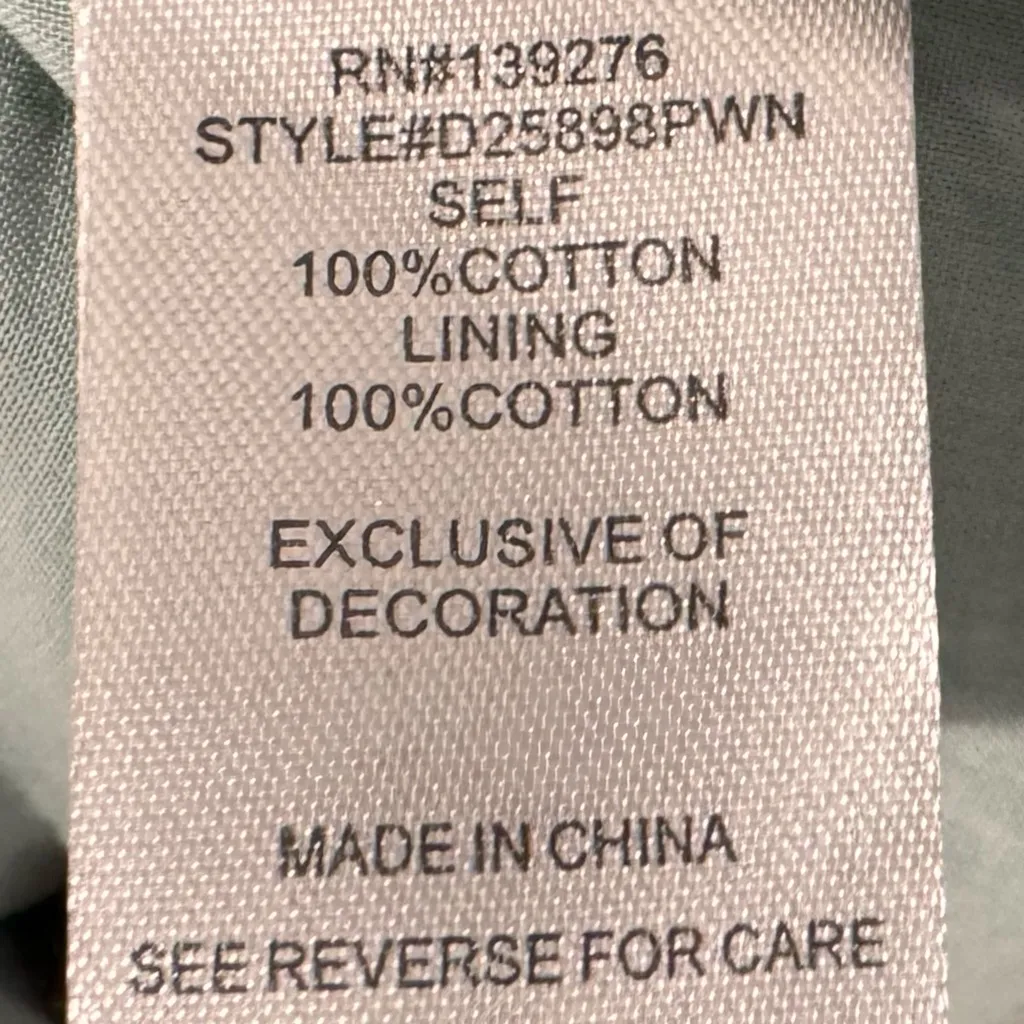 RN#139276
STYLE#D25898PWN
SELF
100%COTTON
LINING
100%COTTON
EXCLUSIVE OF
DECORATION
MADE IN CHINA
SEE REVERSE FOR CARE